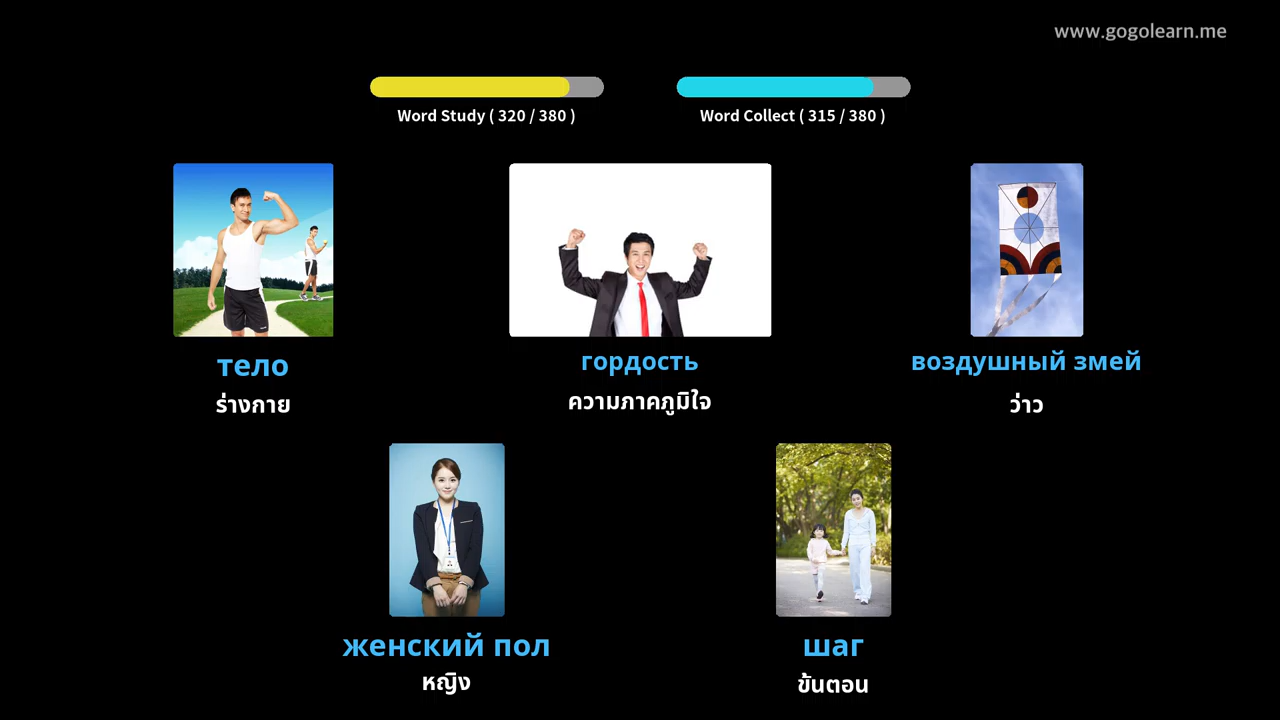 www.gogolearn.me
Word Study ( 320 / 380 )
Word Collect ( 315 / 380 )
тело
ร่างกาย
гордость
ความภาคภูมิใจ
воздушный змей
ว่าว
женский пол
หญิง
шаг
ขั้นตอน